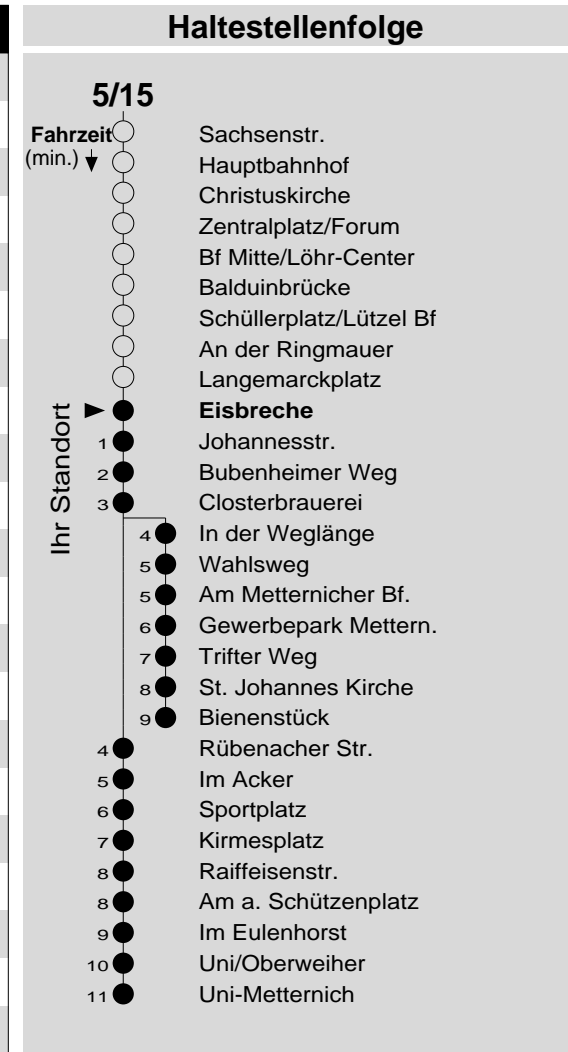 Haltestellenfolge
5/15
Fahrzeit
(min.)
Sachsenstr.
Hauptbahnhof
Christuskirche
Zentralplatz/Forum
Bf Mitte/Löhr-Center
Balduinbrücke
Schüllerplatz/Lützel Bf
An der Ringmauer
Langemarckplatz
Ihr Standort
Eisbreche
1 Johannesstr.
2 Bubenheimer Weg
3 Closterbrauerei
4 In der Weglänge
5 Wahlsweg
5 Am Metternicher Bf.
6 Gewerbepark Mettern.
7 Trifter Weg
8 St. Johannes Kirche
9 Bienenstück
4 Rübenacher Str.
5 Im Acker
6 Sportplatz
7 Kirmesplatz
8 Raiffeisenstr.
8 Am a. Schützenplatz
9 Im Eulenhorst
10 Uni/Oberweiher
11 Uni-Metternich